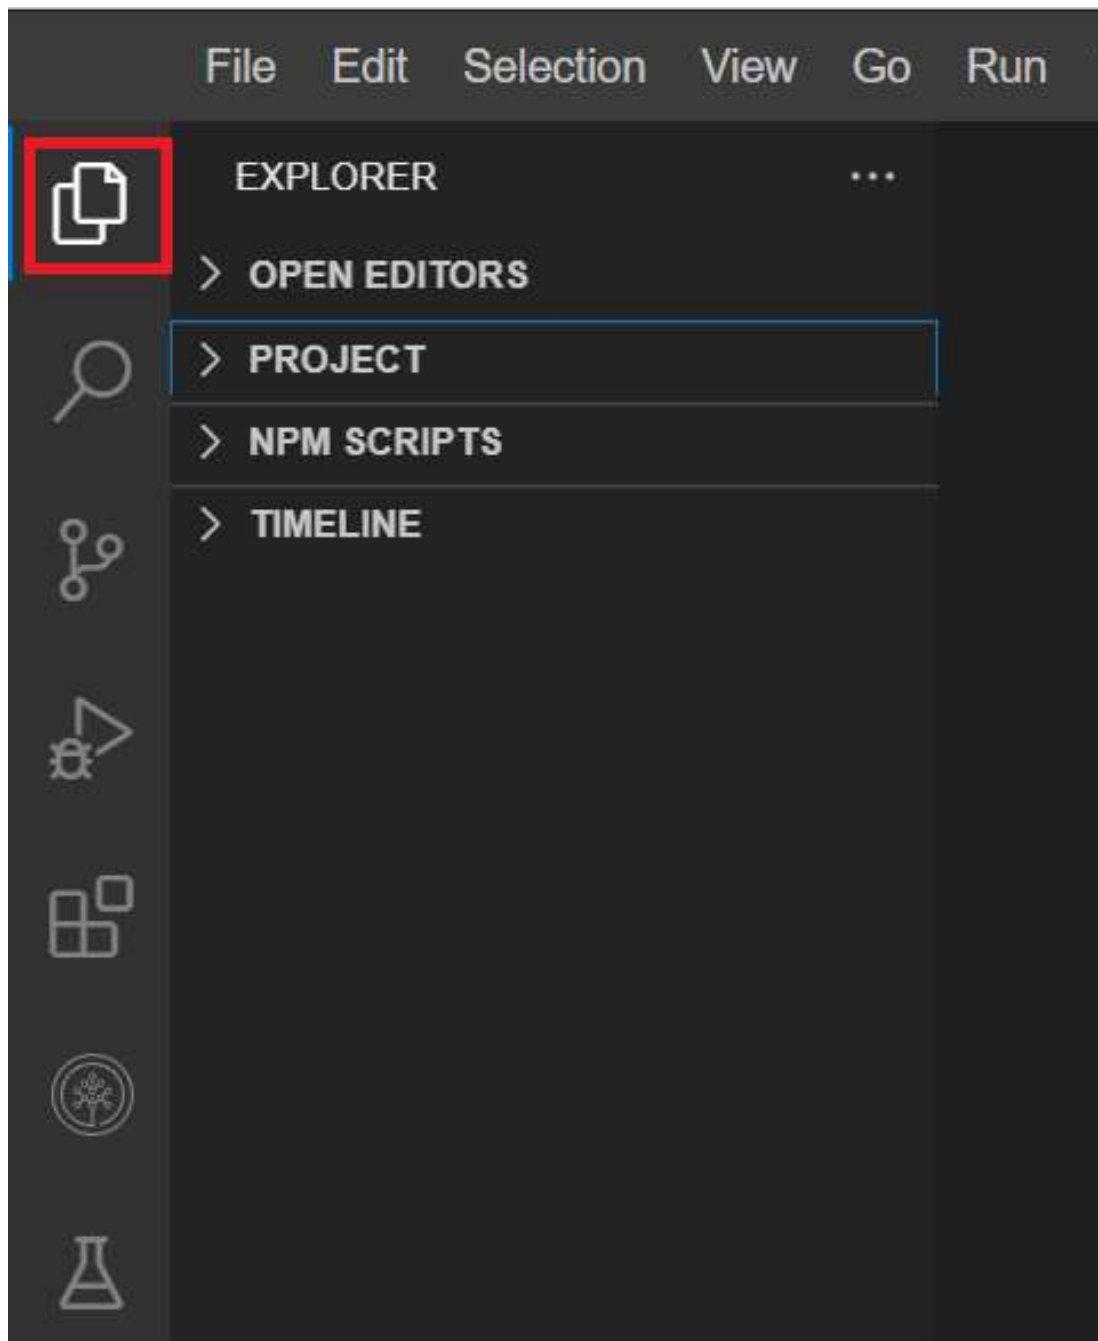 File Edit Selection View Go Run
EXPLORER ...
OPEN EDITORS
PROJECT
NPM SCRIPTS
TIMELINE